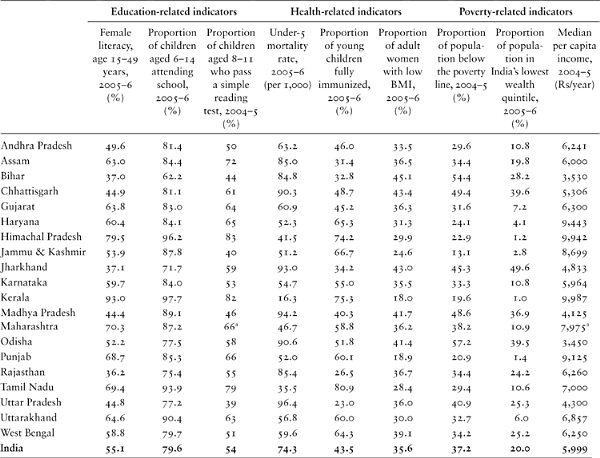 Education-related indicators Health-related indicators Poverty-related indicators
Female Proportion Proportion Under-5 Proportion Proportion Proportion Proportion Median
literacy, of children of children mortality of young of adult of popula- of popula- per capita
age 15–49 aged 6–14 aged 8–11 rate, children women tion below tion in income,
years, attending who pass 2005–6 fully with low the poverty India's lowest 2004–5
2005–6 school, a simple (per 1,000) immunized, BMI, line, 2004–5 wealth (Rs/year)
(%) 2005–6 reading 2005–6 2005–6 (%) quintile,
(%) test, 2004–5 (%) (%) 2005–6
(%) (%)
Andhra Pradesh 49.6 81.4 50 63.2 46.0 33.5 29.6 10.8 6,241
Assam 63.0 84.4 72 85.0 31.4 36.5 34.4 19.8 6,000
Bihar 37.0 62.2 44 84.8 32.8 45.1 54.4 28.2 3,530
Chhattisgarh 44.9 81.1 61 90.3 48.7 43.4 49.4 39.6 5,306
Gujarat 63.8 83.0 64 60.9 45.2 36.3 31.6 7.2 6,300
Haryana 60.4 84.1 65 52.3 65.3 31.3 24.1 4.1 9,443
Himachal Pradesh 79.5 96.2 83 41.5 74.2 29.9 22.9 1.2 9,942
Jammu & Kashmir 53.9 87.8 40 51.2 66.7 24.6 13.1 2.8 8,699
Jharkhand 37.1 71.7 59 93.0 34.2 43.0 45.3 49.6 4,833
Karnataka 59.7 84.0 53 54.7 55.0 35.5 33.3 10.8 5,964
Kerala 93.0 97.7 82 16.3 75.3 18.0 19.6 1.0 9,987
Madhya Pradesh 44.4 89.1 46 94.2 40.3 41.7 48.6 36.9 4,125
Maharashtra 70.3 87.2 66ᵃ 46.7 58.8 36.2 38.2 10.9 7,975ᵃ
Odisha 52.2 77.5 58 90.6 51.8 41.4 57.2 39.5 3,450
Punjab 68.7 85.3 66 52.0 60.1 18.9 20.9 1.4 9,125
Rajasthan 36.2 75.4 55 85.4 26.5 36.7 34.4 24.2 6,260
Tamil Nadu 69.4 93.9 79 35.5 80.9 28.4 29.4 10.6 7,000
Uttar Pradesh 44.8 77.2 39 96.4 23.0 36.0 40.9 25.3 4,300
Uttarakhand 64.6 90.4 63 56.8 60.0 30.0 32.7 6.0 6,857
West Bengal 58.8 79.7 51 59.6 64.3 39.1 34.2 25.2 6,250
India 55.1 79.6 54 74.3 43.5 35.6 37.2 20.0 5,999